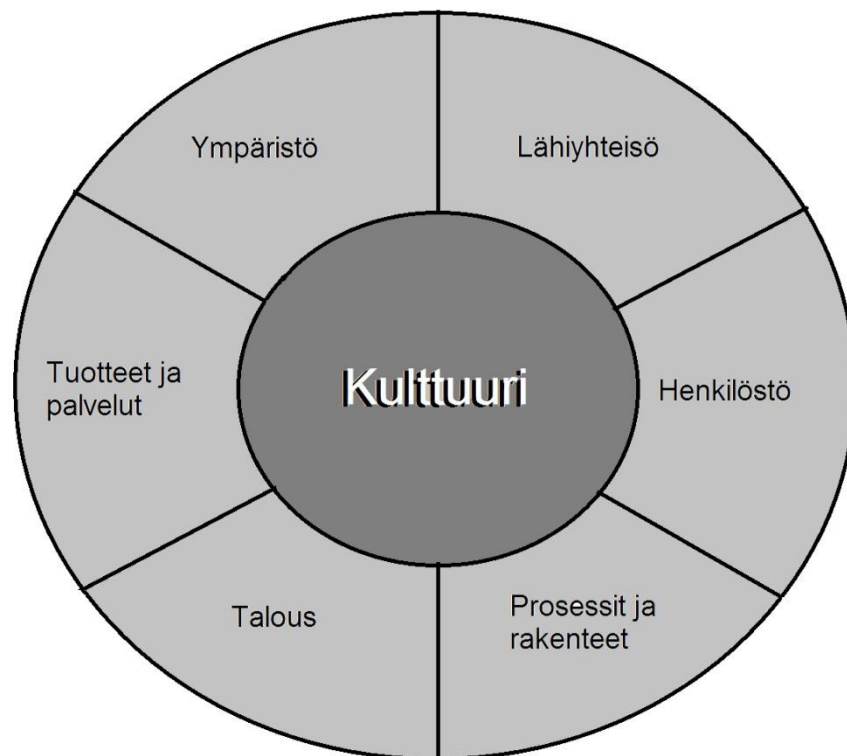 Ympäristö
Lähiyhteisö
Tuotteet ja
palvelut
Kulttuuri
Henkilöstö
Talous
Prosessit ja
rakenteet